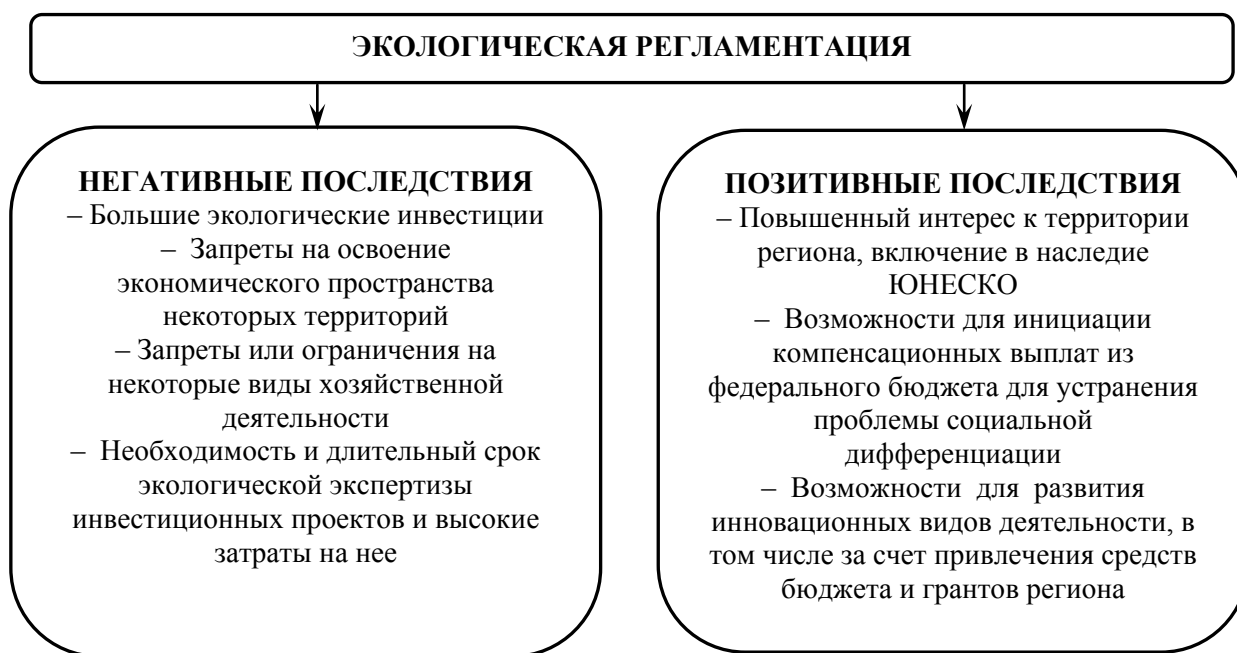 ЭКОЛОГИЧЕСКАЯ РЕГЛАМЕНТАЦИЯ
НЕГАТИВНЫЕ ПОСЛЕДСТВИЯ
– Большие экологические инвестиции
– Запреты на освоение
экономического пространства
некоторых территорий
– Запреты или ограничения на
некоторые виды хозяйственной
деятельности
– Необходимость и длительный срок
экологической экспертизы
инвестиционных проектов и высокие
затраты на нее
ПОЗИТИВНЫЕ ПОСЛЕДСТВИЯ
– Повышенный интерес к территории
региона, включение в наследие
ЮНЕСКО
– Возможности для инициации
компенсационных выплат из
федерального бюджета для устранения
проблемы социальной
дифференциации
– Возможности для развития
инновационных видов деятельности, в
том числе за счет привлечения средств
бюджета и грантов региона